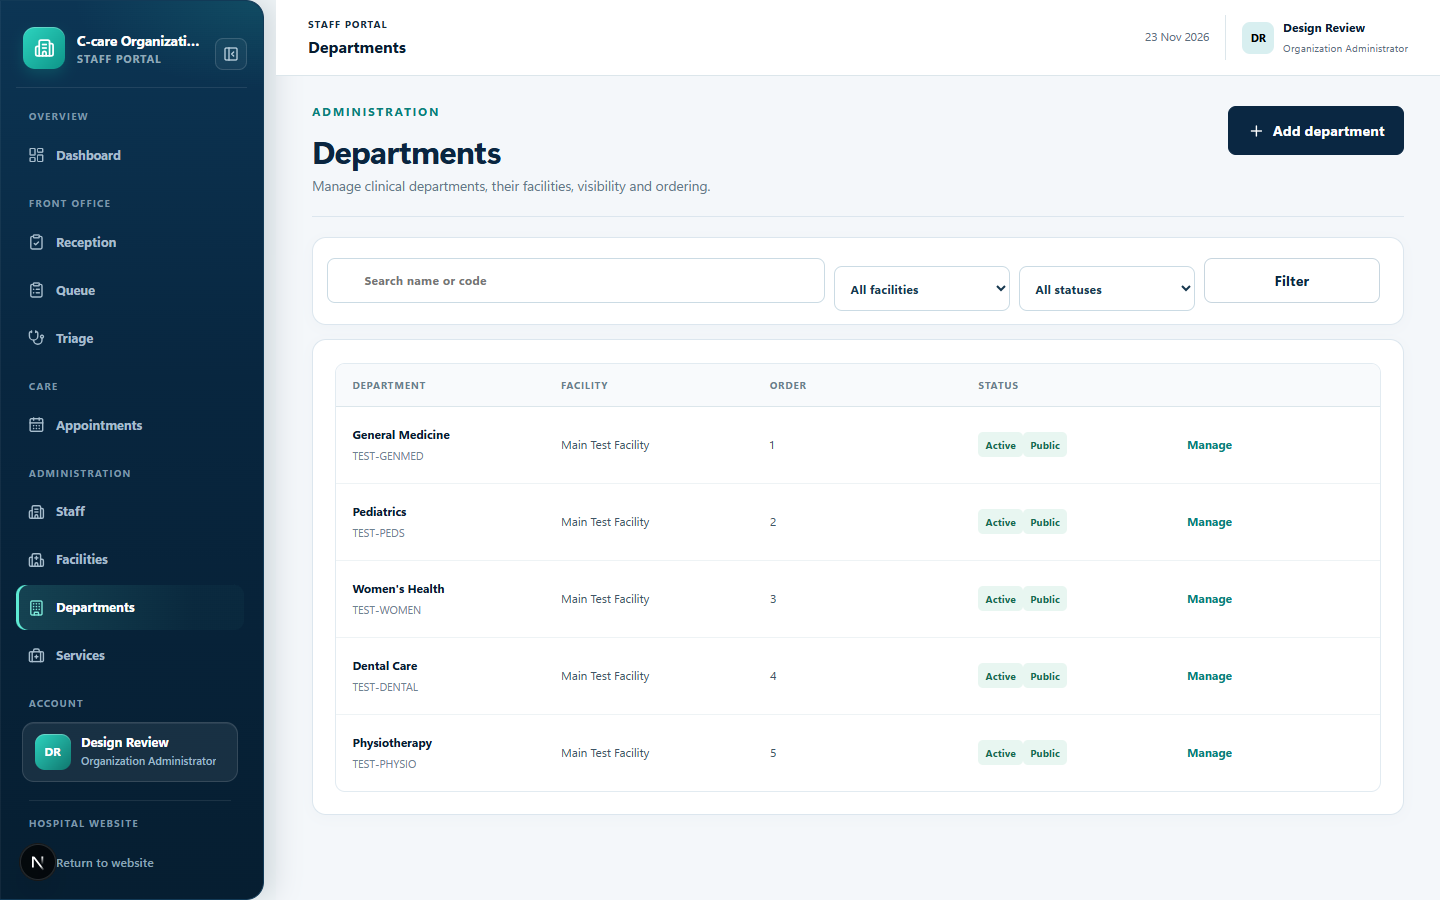 C-care Organizati...
STAFF PORTAL
OVERVIEW
Dashboard
FRONT OFFICE
Reception
Queue
Triage
CARE
Appointments
ADMINISTRATION
Staff
Facilities
Departments
Services
ACCOUNT
DR
Design Review
Organization Administrator
HOSPITAL WEBSITE
N
Return to website
STAFF PORTAL
Departments
23 Nov 2026
DR
Design Review
Organization Administrator
ADMINISTRATION
Departments
Manage clinical departments, their facilities, visibility and ordering.
+ Add department
Search name or code
All facilities
All statuses
Filter
DEPARTMENT FACILITY ORDER STATUS
General Medicine
TEST-GENMED
Main Test Facility 1 Active Public Manage
Pediatrics
TEST-PEDS
Main Test Facility 2 Active Public Manage
Women's Health
TEST-WOMEN
Main Test Facility 3 Active Public Manage
Dental Care
TEST-DENTAL
Main Test Facility 4 Active Public Manage
Physiotherapy
TEST-PHYSIO
Main Test Facility 5 Active Public Manage